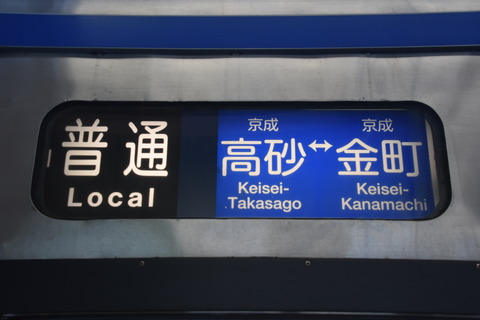 普通
Local
京成 京成
高砂↔金町
Keisei- Keisei-
Takasago Kanamachi